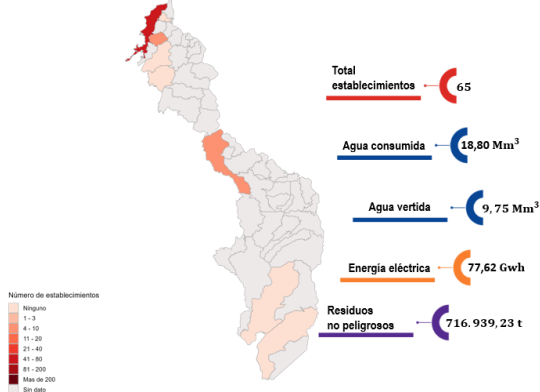 Total
establecimientos
65
Agua consumida
18,80 Mm³
Agua vertida
9,75 Mm³
Energía eléctrica
77,62 Gwh
Residuos
no peligrosos
716.939,23 t
Número de establecimientos
Ninguno
1 - 3
4 - 10
11 - 20
21 - 40
41 - 80
81 - 200
Mas de 200
Sin dato